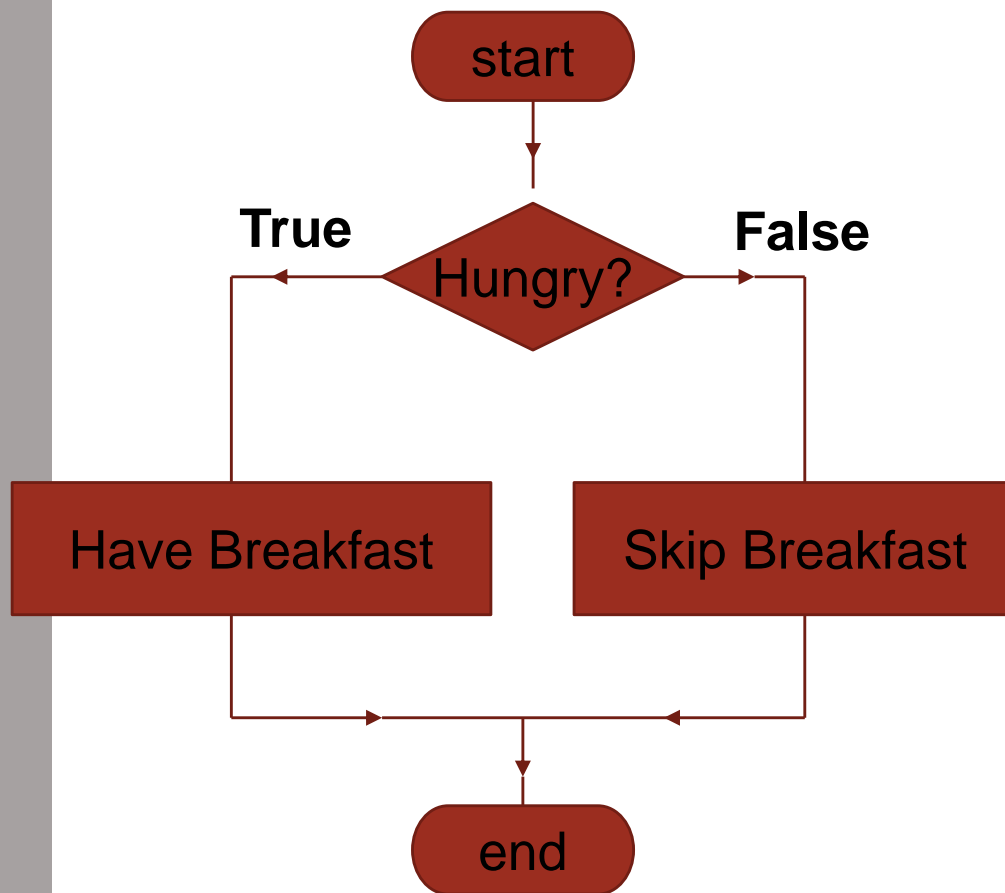 start
True
False
Hungry?
Have Breakfast
Skip Breakfast
end